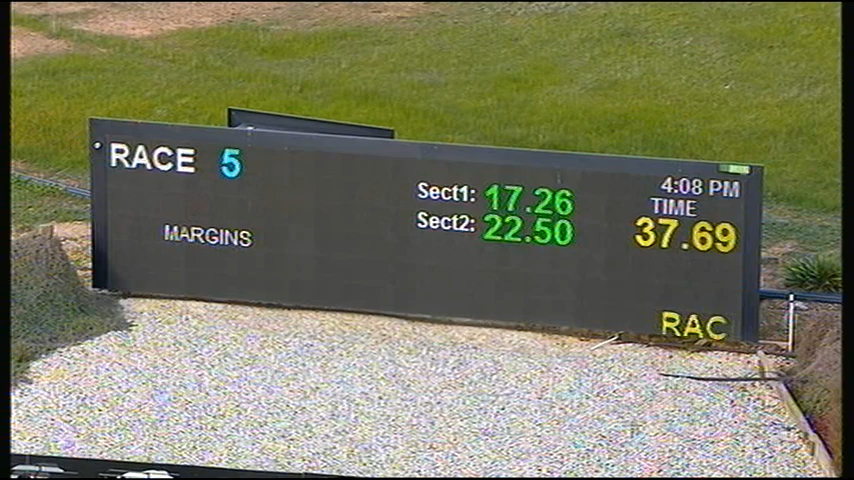 RACE 5
Sect1: 17.26
Sect2: 22.50
MARGINS
4:08 PM
TIME
37.69
RAC